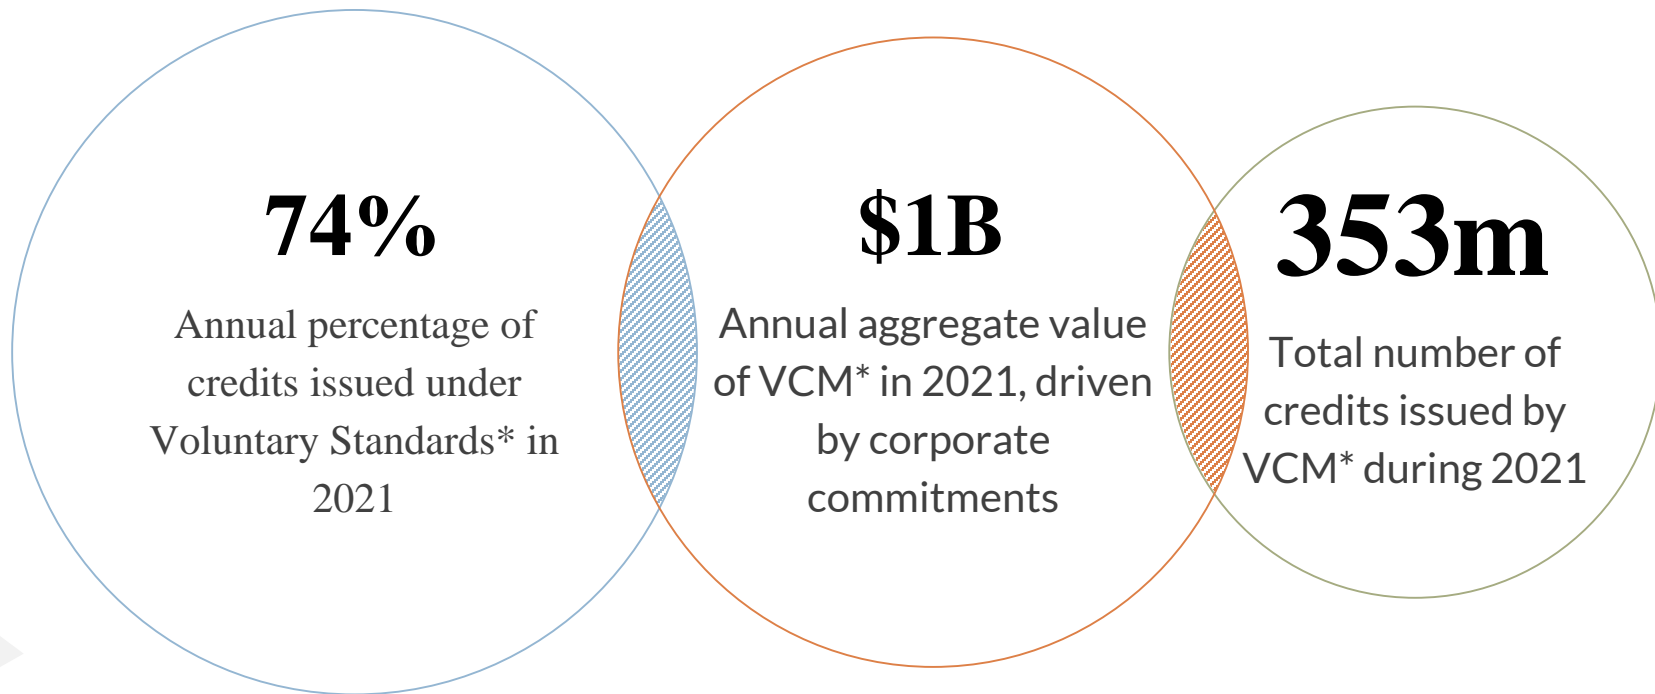 74%
Annual percentage of
credits issued under
Voluntary Standards* in
2021
$1B
Annual aggregate value
of VCM* in 2021, driven
by corporate
commitments
353m
Total number of
credits issued by
VCM* during 2021